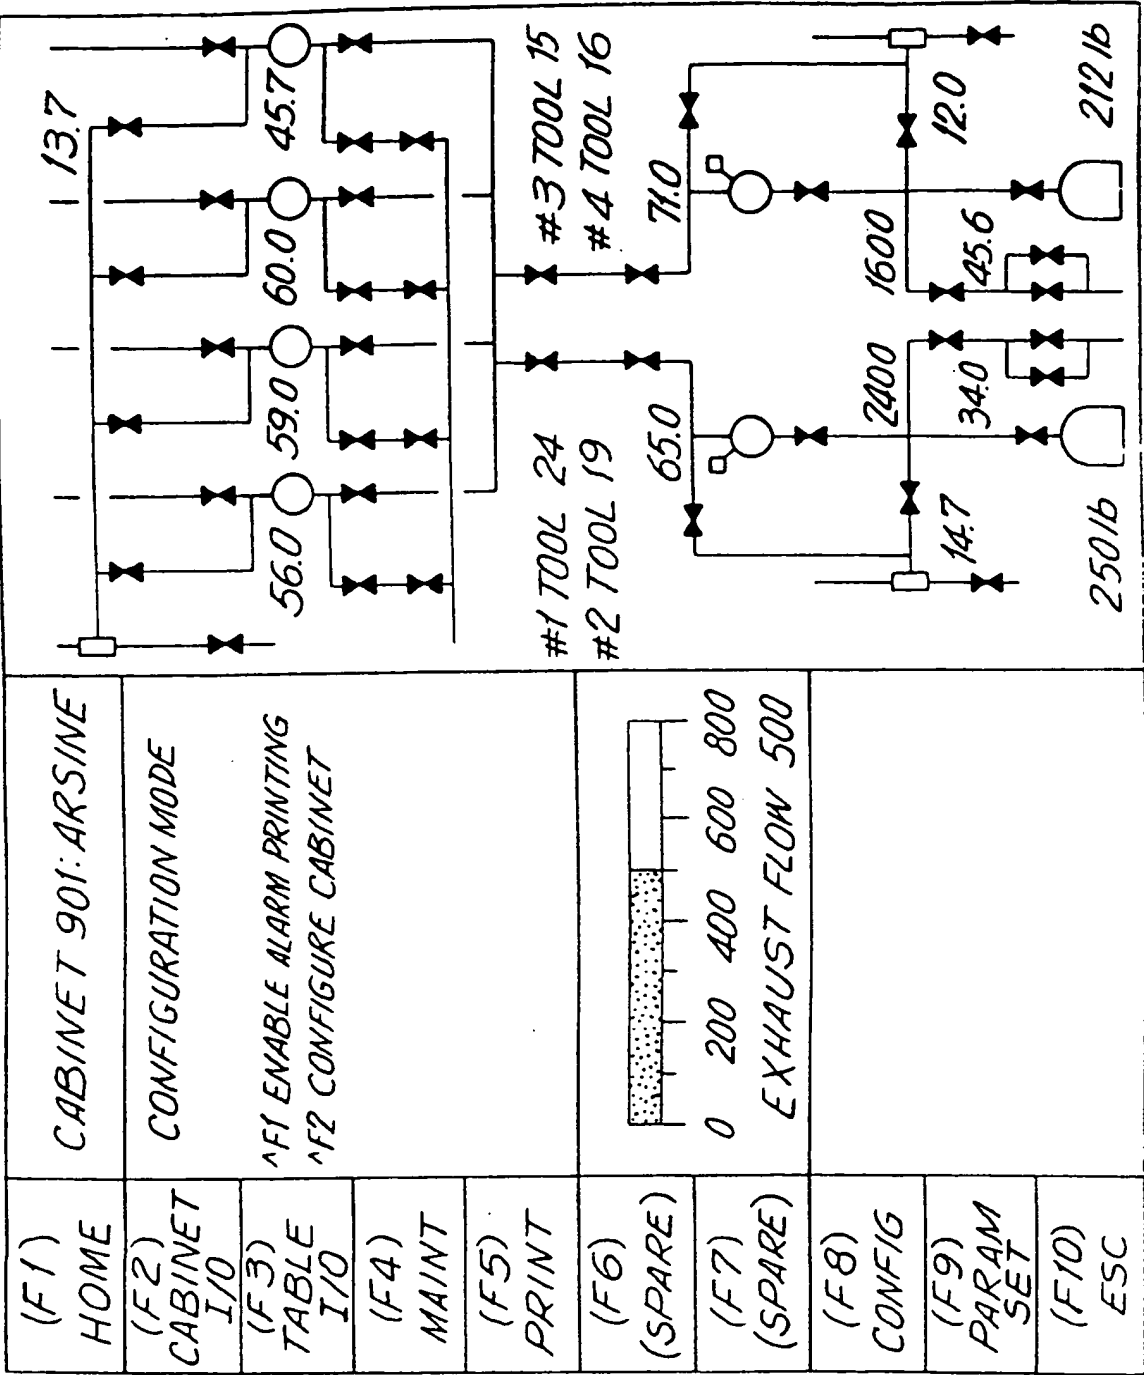 (F1)
HOME
(F2)
CABINET
I/O
(F3)
TABLE
I/O
(F4)
MAINT
(F5)
PRINT
(F6)
(SPARE)
(F7)
(SPARE)
(F8)
CONFIG
(F9)
PARAM
SET
(F10)
ESC
CABINET 901: ARSINE
CONFIGURATION MODE
^F1 ENABLE ALARM PRINTING
^F2 CONFIGURE CABINET
0 200 400 600 800
EXHAUST FLOW 500
13.7
56.0 59.0 60.0 45.7
#1 TOOL 24
#2 TOOL 19
#3 TOOL 15
#4 TOOL 16
65.0 71.0
2400 1600
14.7 34.0 45.6 12.0
250 lb 212 lb